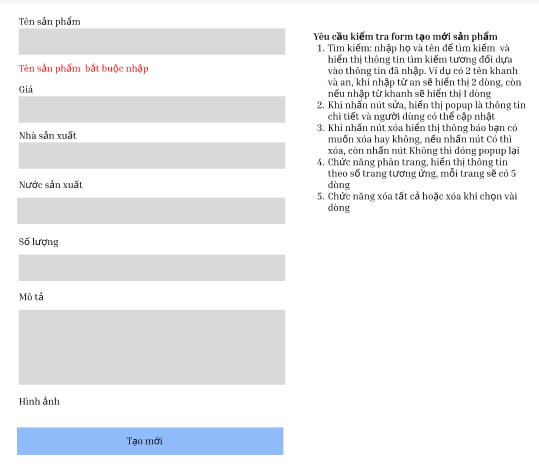 Tên sản phẩm
Tên sản phẩm bắt buộc nhập
Giá
Nhà sản xuất
Nước sản xuất
Số lượng
Mô tả
Hình ảnh
Tạo mới
Yêu cầu kiểm tra form tạo mới sản phẩm
1. Tìm kiếm: nhập họ và tên để tìm kiếm và
hiển thị thông tin tìm kiếm tương đối dựa
vào thông tin đã nhập. Ví dụ có 2 tên khanh
và an, khi nhập từ an sẽ hiển thị 2 dòng, còn
nếu nhập từ khanh sẽ hiển thị 1 dòng
2. Khi nhấn nút sửa, hiển thị popup là thông tin
chi tiết và người dùng có thể cập nhật
3. Khi nhấn nút xóa hiển thị thông báo bạn có
muốn xóa hay không, nếu nhấn nút Có thì
xóa, còn nhấn nút Không thì đóng popup lại
4. Chức năng phân trang, hiển thị thông tin
theo số trang tương ứng, mỗi trang sẽ có 5
dòng
5. Chức năng xóa tất cả hoặc xóa khi chọn vài
dòng